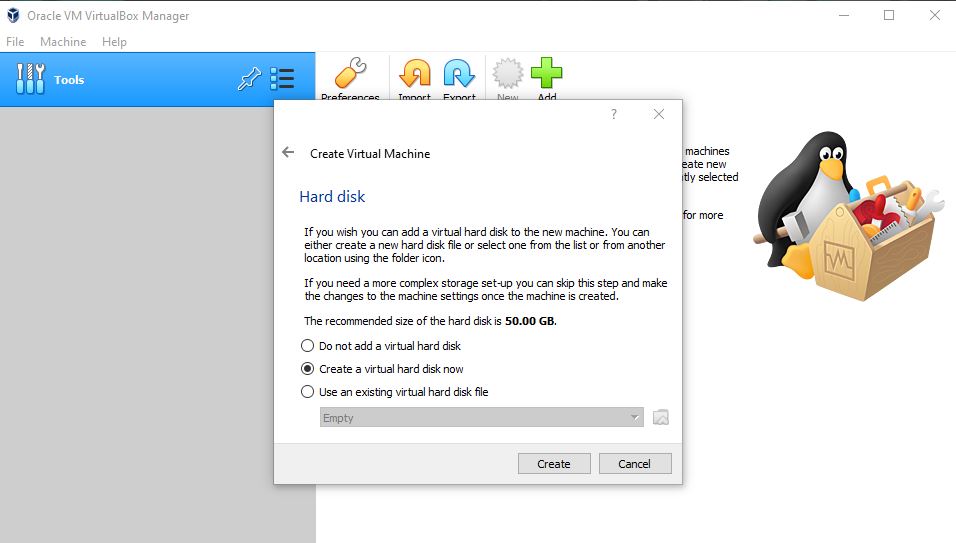 Oracle VM VirtualBox Manager
File Machine Help
Tools
Preferences Import Export New Add
machines
eate new
tly selected
for more
Create Virtual Machine
Hard disk
If you wish you can add a virtual hard disk to the new machine. You can
either create a new hard disk file or select one from the list or from another
location using the folder icon.
If you need a more complex storage set-up you can skip this step and make
the changes to the machine settings once the machine is created.
The recommended size of the hard disk is 50.00 GB.
Do not add a virtual hard disk
Create a virtual hard disk now
Use an existing virtual hard disk file
Empty
Create Cancel